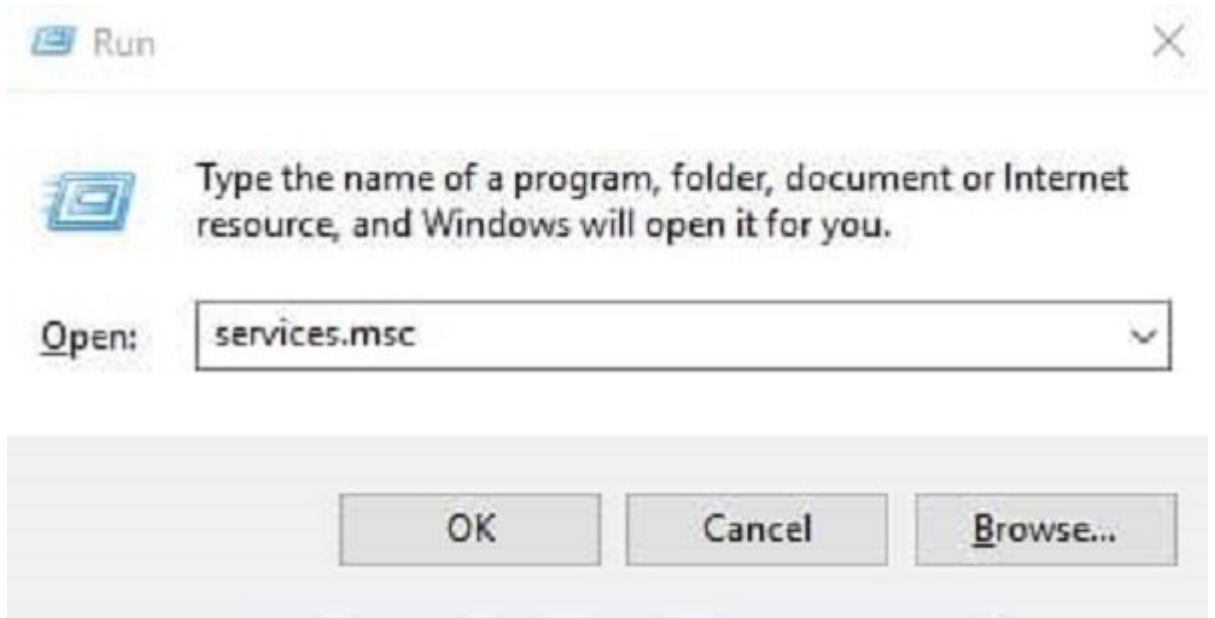 Run
Type the name of a program, folder, document or Internet
resource, and Windows will open it for you.
Open: services.msc
OK Cancel Browse...